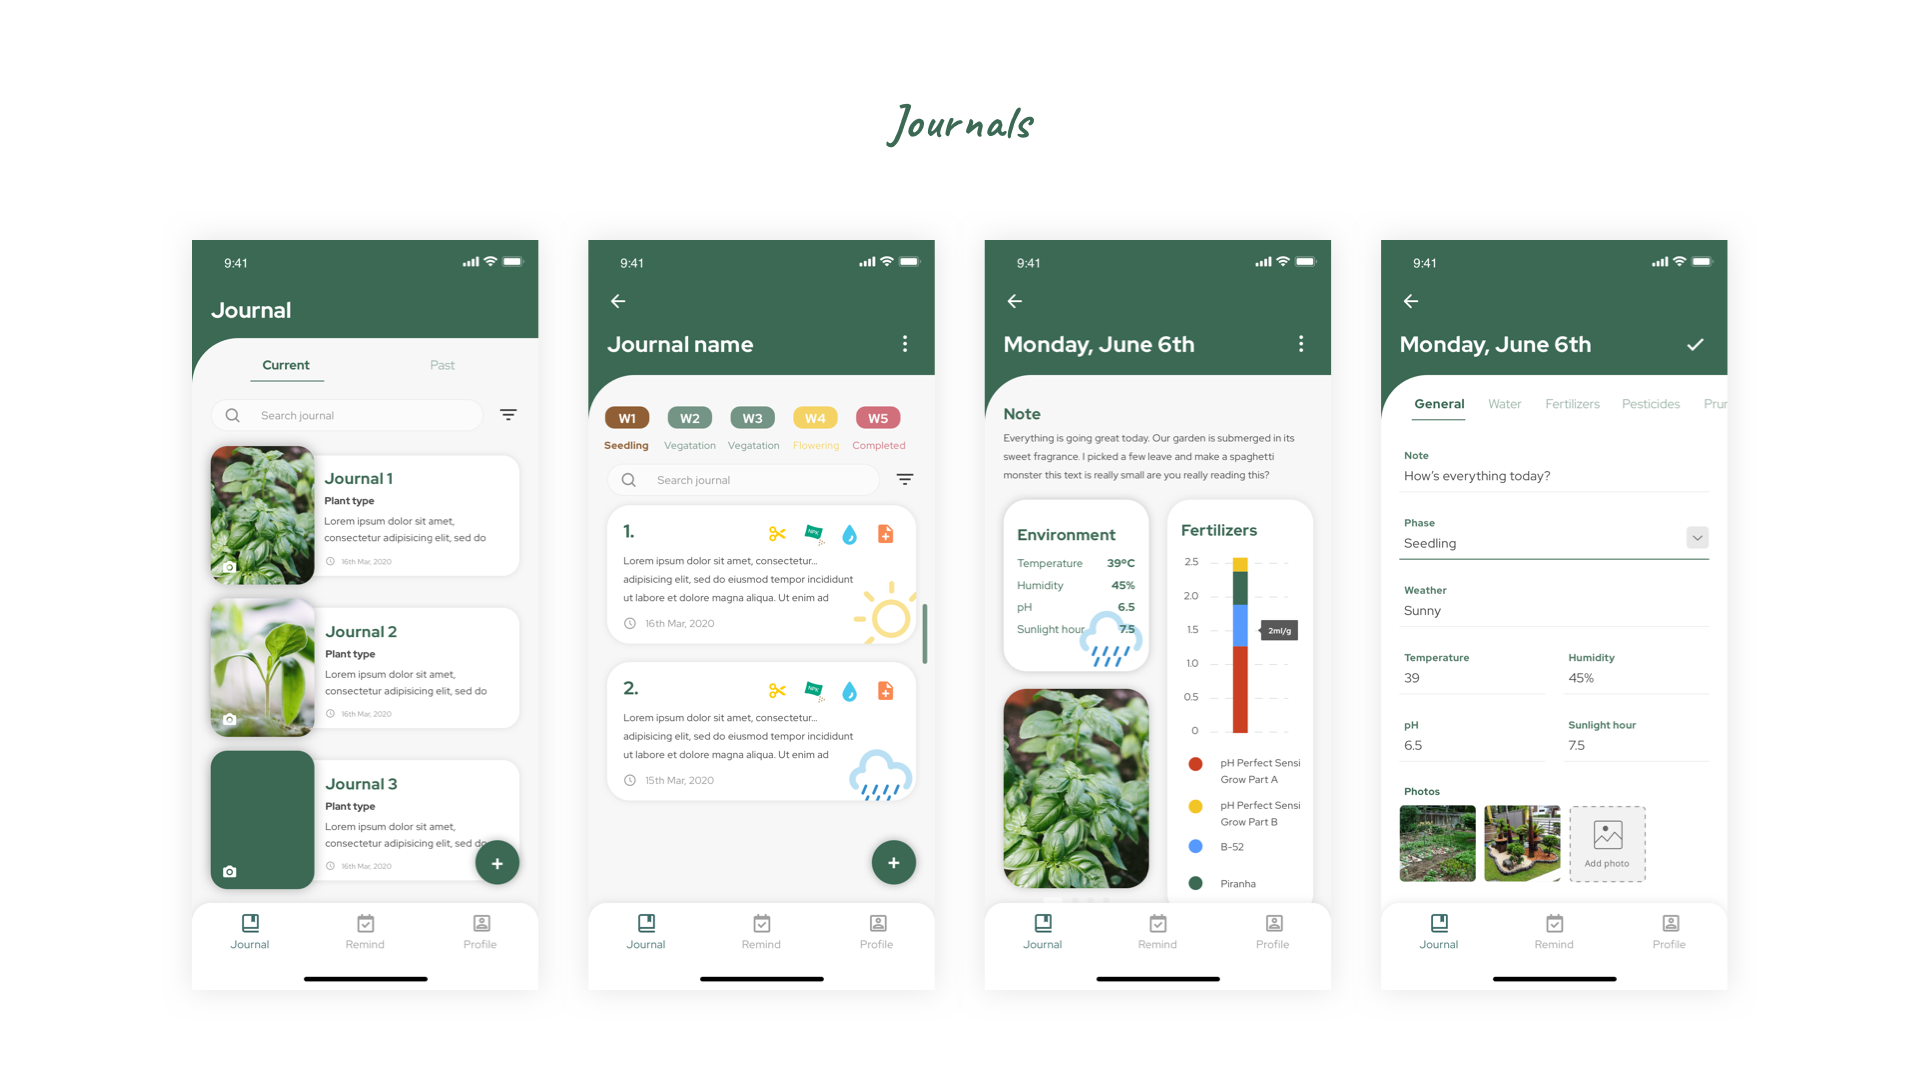 Journals
9:41
Journal
Current Past
Search journal
Journal 1
Plant type
Lorem ipsum dolor sit amet,
consectetur adipisicing elit, sed do
16th Mar, 2020
Journal 2
Plant type
Lorem ipsum dolor sit amet,
consectetur adipisicing elit, sed do
16th Mar, 2020
Journal 3
Plant type
Lorem ipsum dolor sit amet,
consectetur adipisicing elit, sed do
16th Mar, 2020
Journal Remind Profile
9:41
Journal name
W1 W2 W3 W4 W5
Seedling Vegatation Vegatation Flowering Completed
Search journal
1.
NPK
Lorem ipsum dolor sit amet, consectetur...
adipisicing elit, sed do eiusmod tempor incididunt
ut labore et dolore magna aliqua. Ut enim ad
16th Mar, 2020
2.
NPK
Lorem ipsum dolor sit amet, consectetur...
adipisicing elit, sed do eiusmod tempor incididunt
ut labore et dolore magna aliqua. Ut enim ad
15th Mar, 2020
Journal Remind Profile
9:41
Monday, June 6th
Note
Everything is going great today. Our garden is submerged in its
sweet fragrance. I picked a few leave and make a spaghetti
monster this text is really small are you really reading this?
Environment
Temperature 39ºC
Humidity 45%
pH 6.5
Sunlight hour 7.5
Fertilizers
2.5
2.0
1.5
2ml/g
1.0
0.5
0
pH Perfect Sensi
Grow Part A
pH Perfect Sensi
Grow Part B
B-52
Piranha
Journal Remind Profile
9:41
Monday, June 6th
General Water Fertilizers Pesticides Prur
Note
How's everything today?
Phase
Seedling
Weather
Sunny
Temperature Humidity
39 45%
pH Sunlight hour
6.5 7.5
Photos
Add photo
Journal Remind Profile